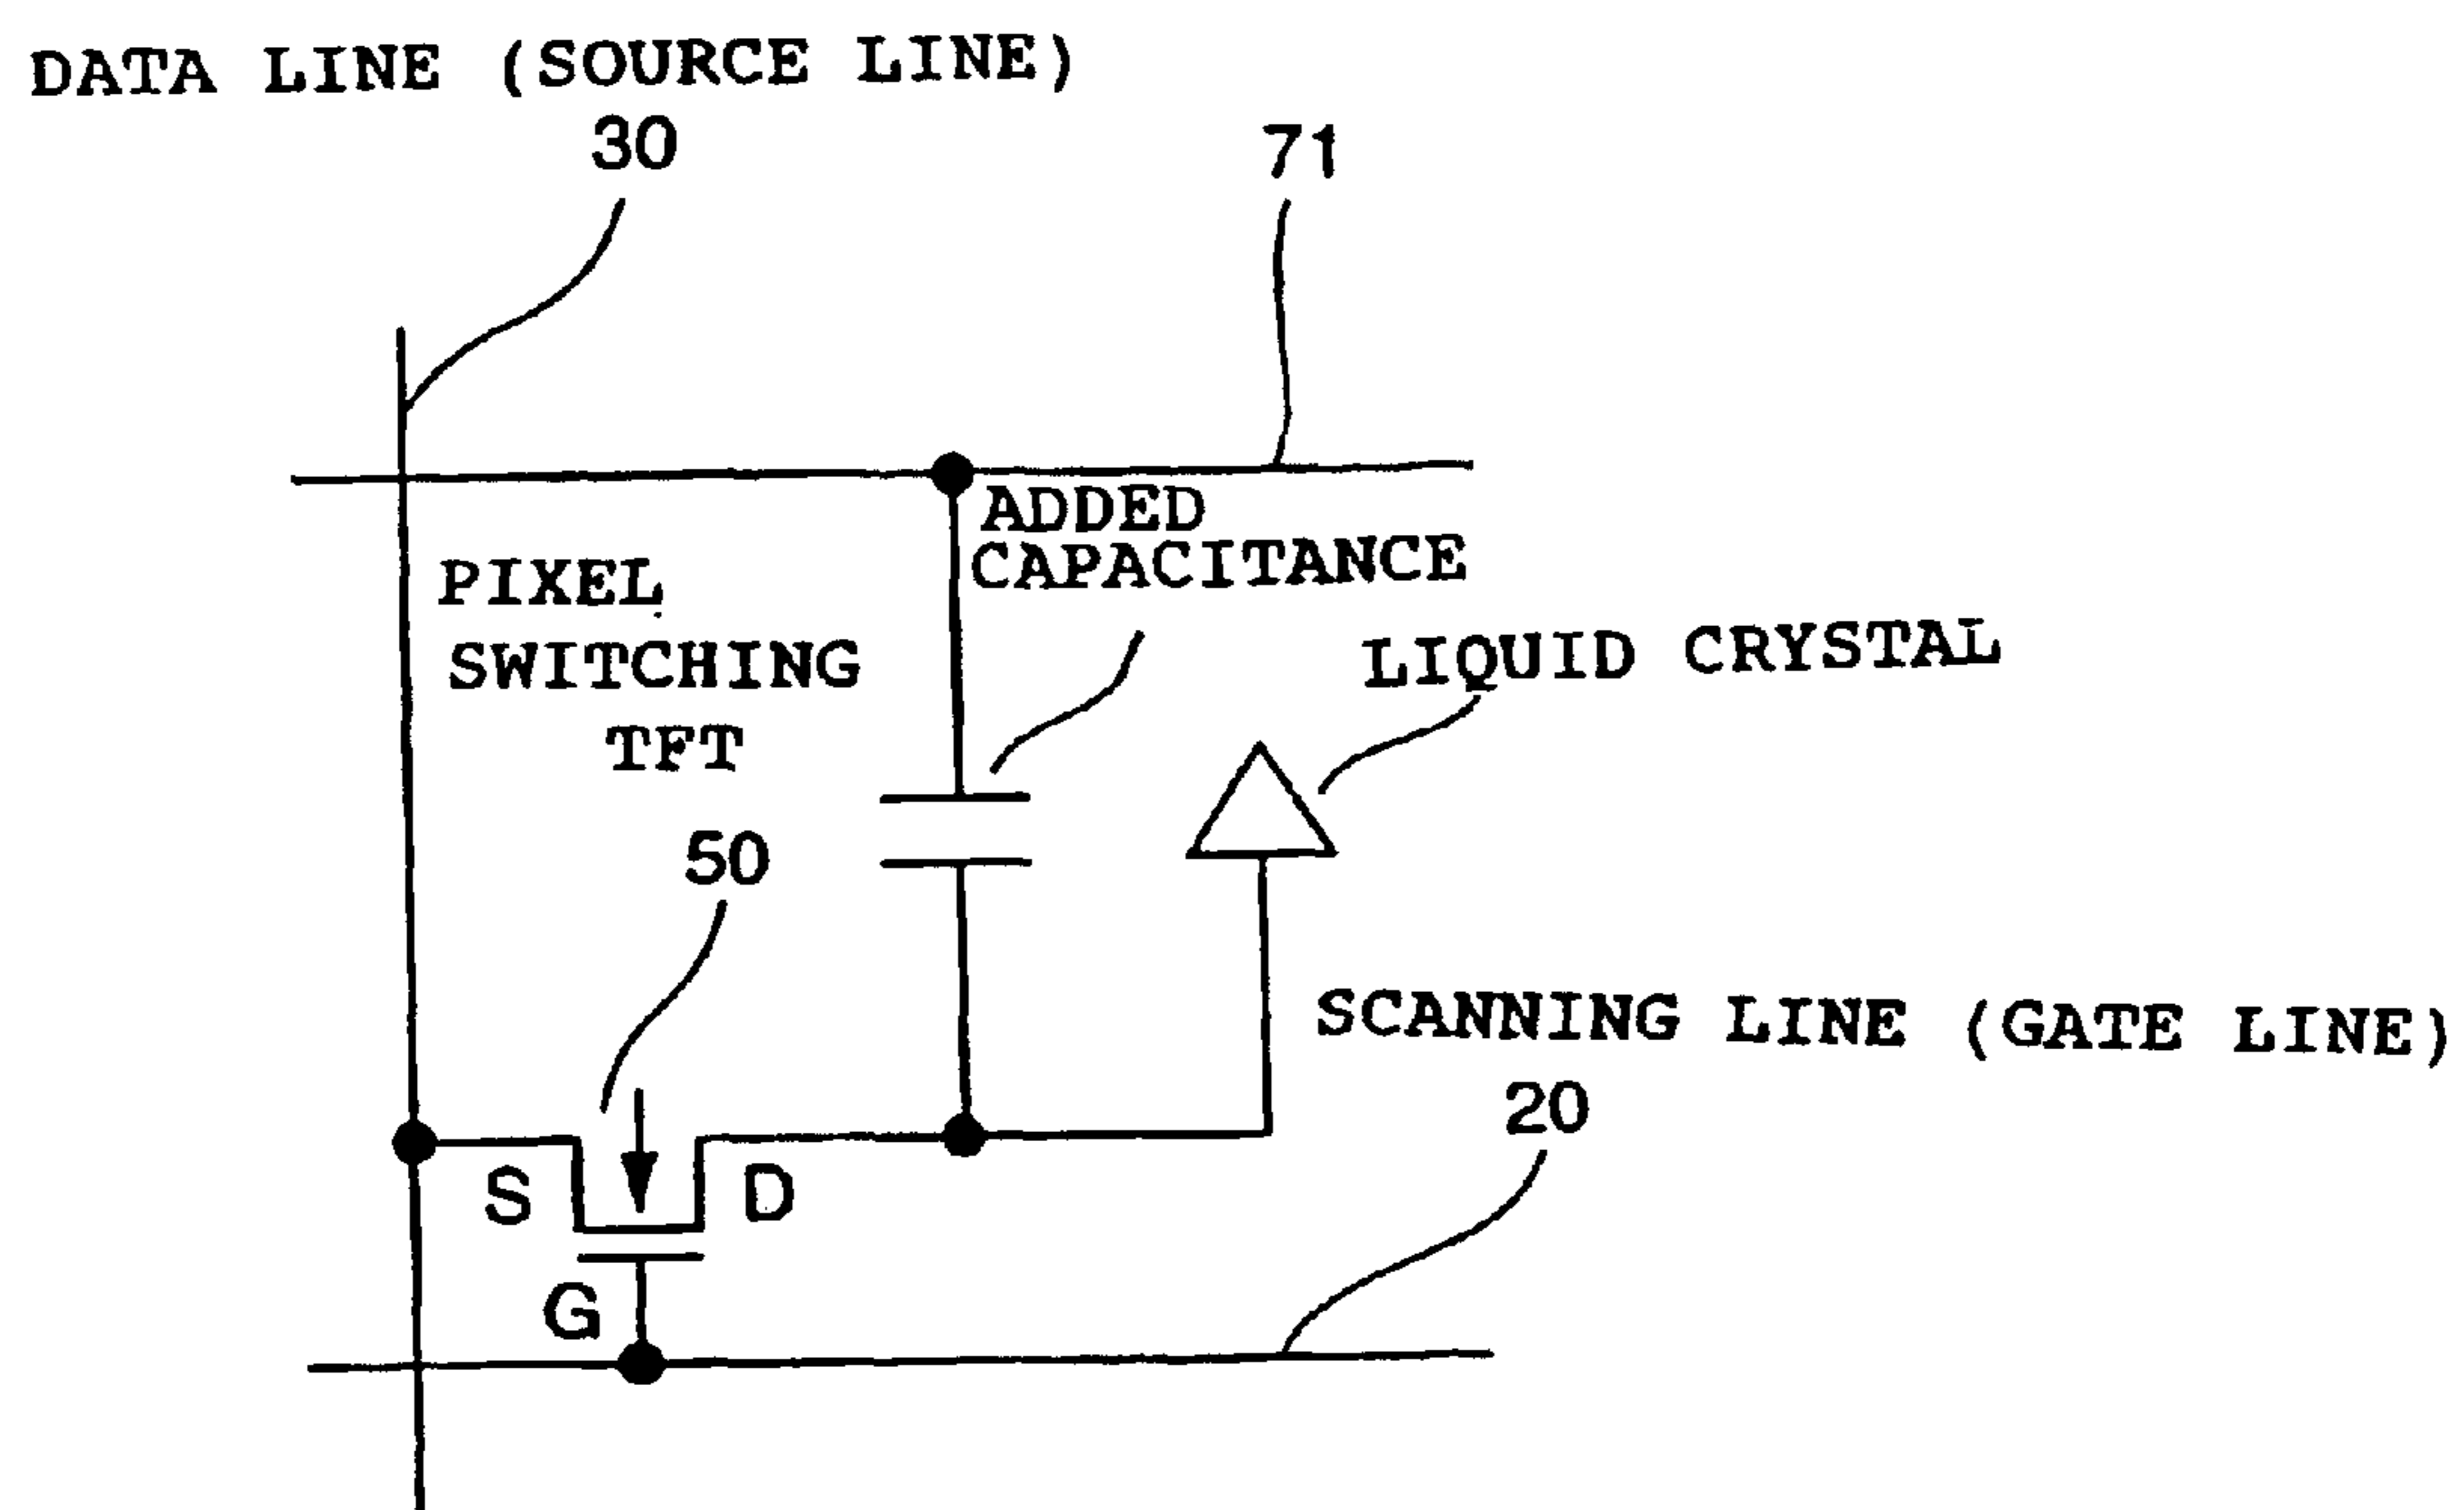 DATA LINE (SOURCE LINE)
30
71
ADDED
CAPACITANCE
PIXEL
SWITCHING
TFT
LIQUID CRYSTAL
50
SCANNING LINE (GATE LINE)
20
S
D
G